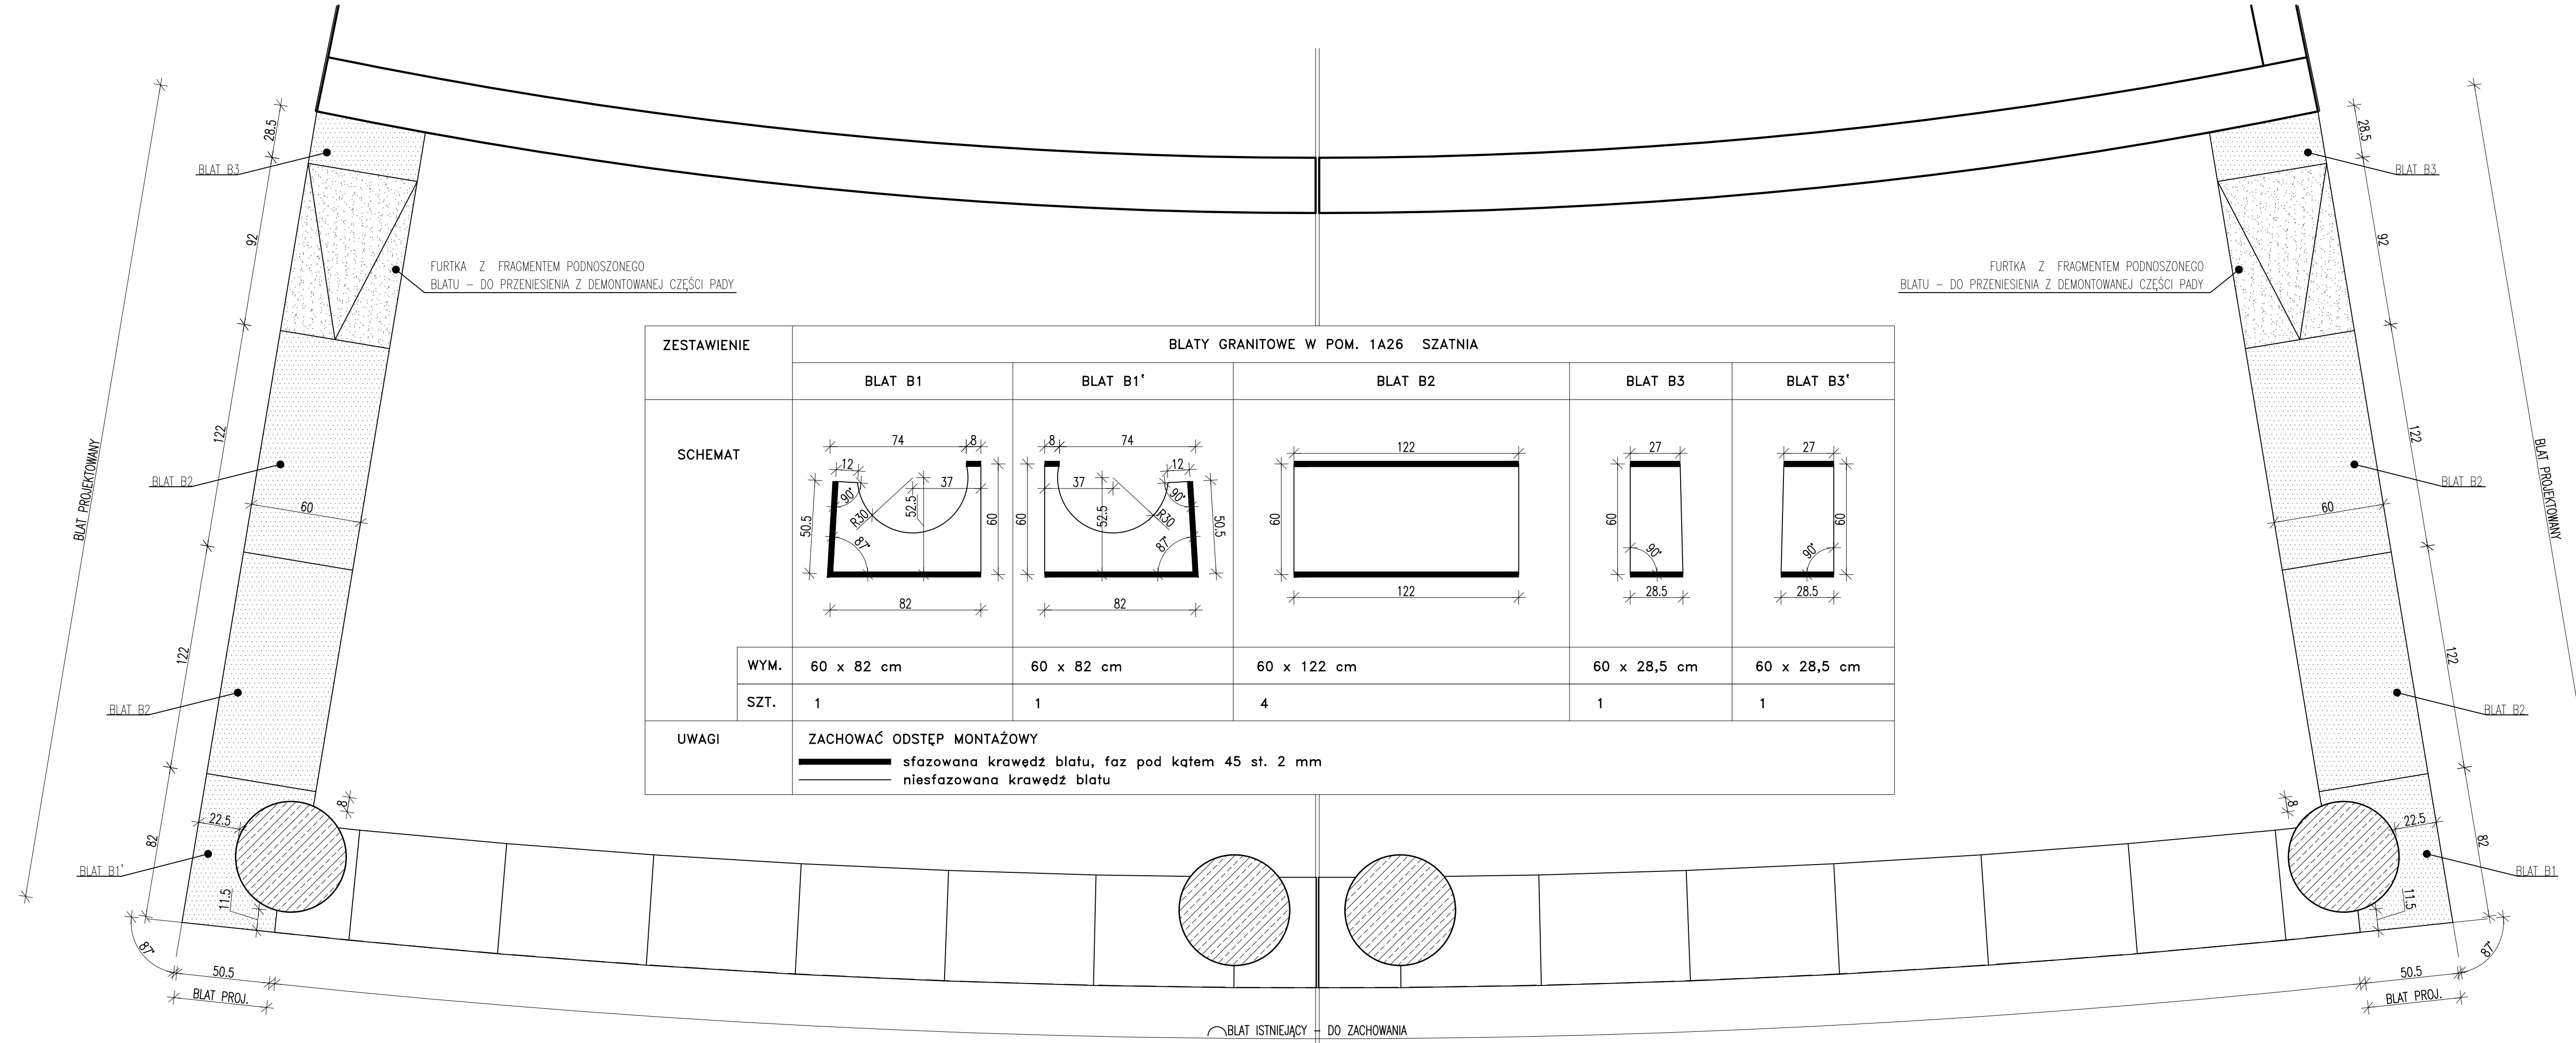 28.5
BLAT B3
92
FURTKA Z FRAGMENTEM PODNOSZONEGO
BLATU – DO PRZENIESIENIA Z DEMONTOWANEJ CZĘŚCI PADY
122
BLAT PROJEKTOWANY
BLAT B2
60
122
BLAT B2
82
22.5
8
BLAT B1'
11.5
87°
50.5
BLAT PROJ.
ZESTAWIENIE
BLATY GRANITOWE W POM. 1A26 SZATNIA
BLAT B1
BLAT B1'
BLAT B2
BLAT B3
BLAT B3'
SCHEMAT
74
8
12
37
90°
R30
52.5
50.5
60
87°
82
8
74
12
37
90°
R30
52.5
50.5
60
87°
82
122
60
122
27
60
90°
28.5
27
60
90°
28.5
WYM.
60 x 82 cm
60 x 82 cm
60 x 122 cm
60 x 28,5 cm
60 x 28,5 cm
SZT.
1
1
4
1
1
UWAGI
ZACHOWAĆ ODSTĘP MONTAŻOWY
sfazowana krawędź blatu, faz pod kątem 45 st. 2 mm
niesfazowana krawędź blatu
28.5
BLAT B3
92
FURTKA Z FRAGMENTEM PODNOSZONEGO
BLATU – DO PRZENIESIENIA Z DEMONTOWANEJ CZĘŚCI PADY
122
BLAT PROJEKTOWANY
BLAT B2
60
122
BLAT B2
8
22.5
82
BLAT B1
11.5
87°
50.5
BLAT PROJ.
BLAT ISTNIEJĄCY – DO ZACHOWANIA